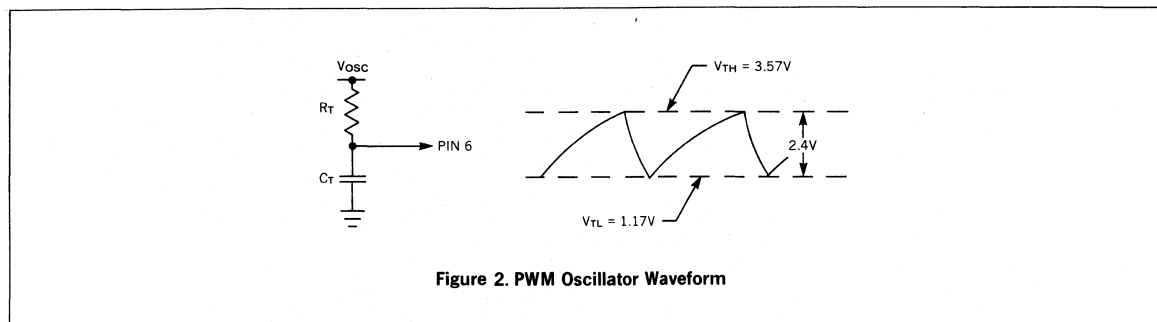 VOSC
RT
PIN 6
CT
VTH = 3.57V
2.4V
VTL = 1.17V
Figure 2. PWM Oscillator Waveform